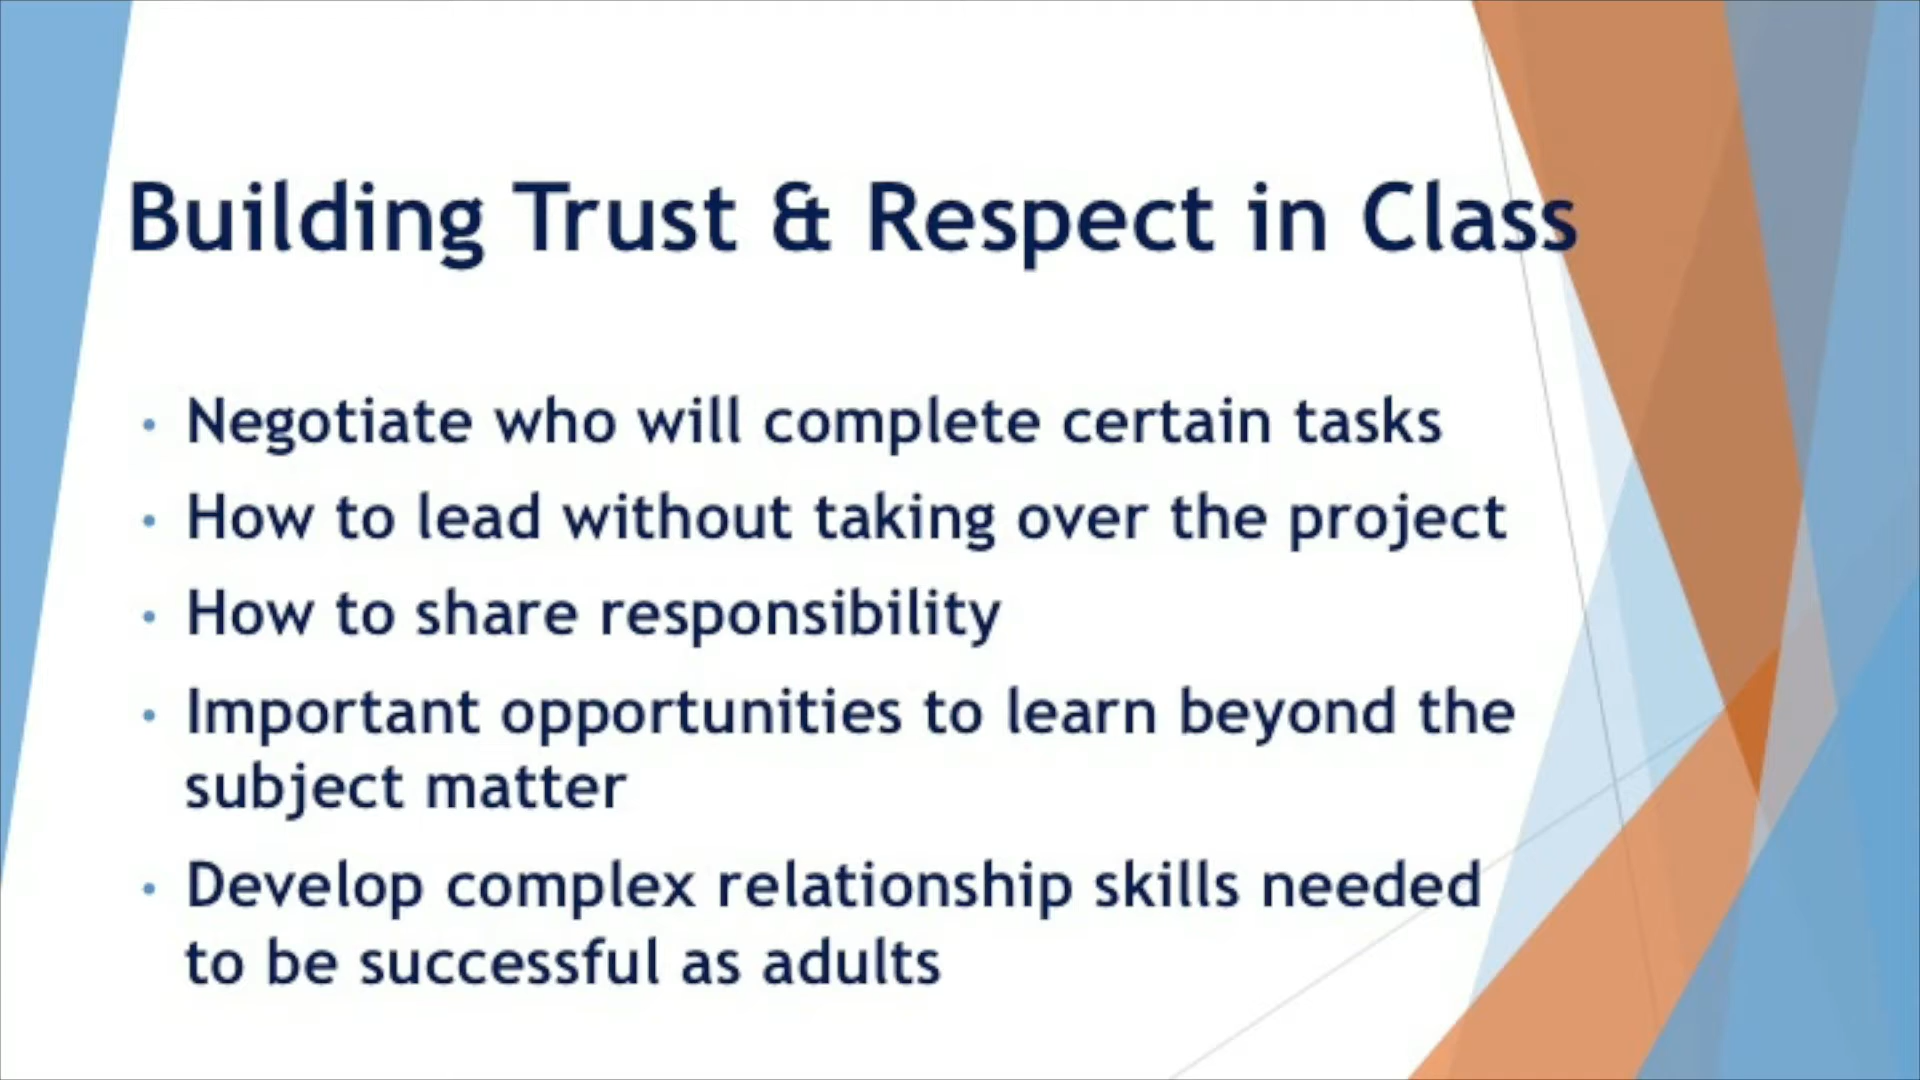 Building Trust & Respect in Class
• Negotiate who will complete certain tasks
• How to lead without taking over the project
• How to share responsibility
• Important opportunities to learn beyond the
subject matter
• Develop complex relationship skills needed
to be successful as adults